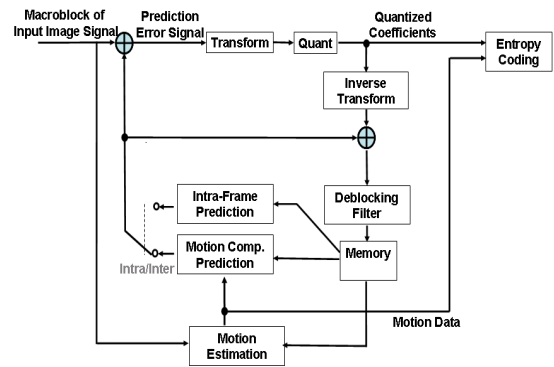 Macroblock of
Input Image Signal
Prediction
Error Signal
Transform
Quant
Quantized
Coefficients
Entropy
Coding
Inverse
Transform
Intra-Frame
Prediction
Deblocking
Filter
Motion Comp.
Prediction
Memory
Intra/Inter
Motion Data
Motion
Estimation